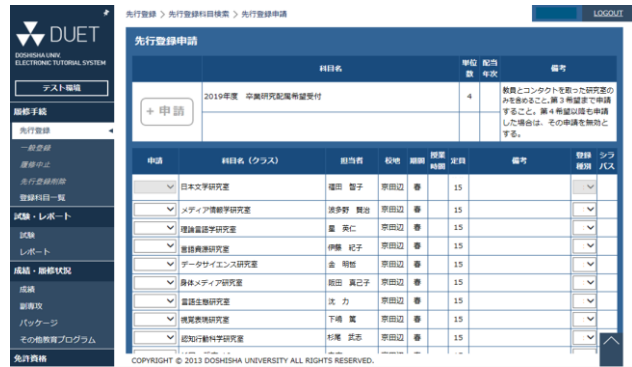 DUET
DOSHISHA UNIV
ELECTRONIC TUTORIAL SYSTEM
テスト環境
履修手続
先行登録
一般登録
履修中止
先行登録削除
登録科目一覧
試験・レポート
試験
レポート
成績・履修状況
成績
副専攻
パッケージ
その他教育プログラム
免許資格
先行登録 > 先行登録科目検索 > 先行登録申請
LOGOUT
先行登録申請
科目名 単位数 配当年次 備考
+ 申請
2019年度 卒業研究配属希望受付 4
教員とコンタクトを取った研究室の
みを含めること。第3希望まで申請
すること。第4希望以降も申請
した場合は、その申請を無効と
する。
申請 科目名(クラス) 担当者 校地 期間 授業時間 定員 備考 登録種別 シラバス
日本文学研究室 福田 智子 京田辺 春 15
メディア情報学研究室 波多野 賢治 京田辺 春 15
理論言語学研究室 星 英仁 京田辺 春 15
言語資源研究室 伊藤 紀子 京田辺 春 15
データサイエンス研究室 金 明哲 京田辺 春 15
身体メディア研究室 阪田 真己子 京田辺 春 15
言語生態研究室 沈 力 京田辺 春 15
視覚表現研究室 下嶋 篤 京田辺 春 15
認知行動科学研究室 杉尾 武志 京田辺 春 15
COPYRIGHT © 2013 DOSHISHA UNIVERSITY ALL RIGHTS RESERVED.